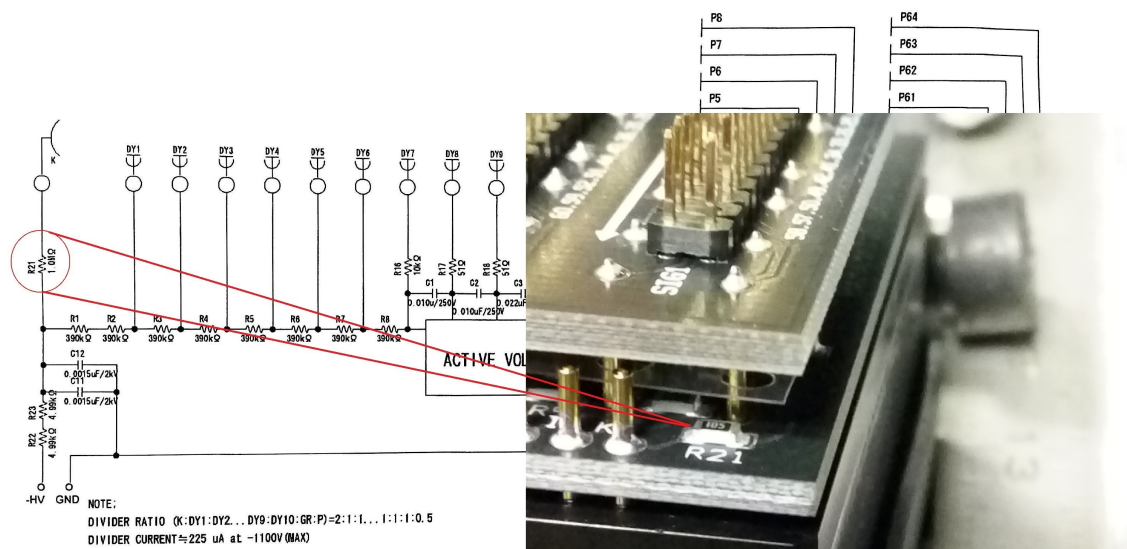 P8
P64
P7
P63
P6
P62
P5
P61
K
DY1
DY2
DY3
DY4
DY5
DY6
DY7
DY8
DY9
R21
1.0MΩ
R16
10kΩ
R17
51Ω
R18
51Ω
C1
0.010u/250V
C2
0.010uF/250V
C3
0.022uF
R1
390kΩ
R2
390kΩ
R3
390kΩ
R4
390kΩ
R5
390kΩ
R6
390kΩ
R7
390kΩ
R8
390kΩ
C12
0.0015uF/2kV
C11
0.0015uF/2kV
ACTIVE VOL
R23
4.99kΩ
R22
4.99kΩ
-HV
GND
NOTE:
DIVIDER RATIO (K:DY1:DY2...DY9:DY10:GR:P)=2:1:1...1:1:1:0.5
DIVIDER CURRENT≒225 uA at -1100V(MAX)
SIG1
K
105
R21